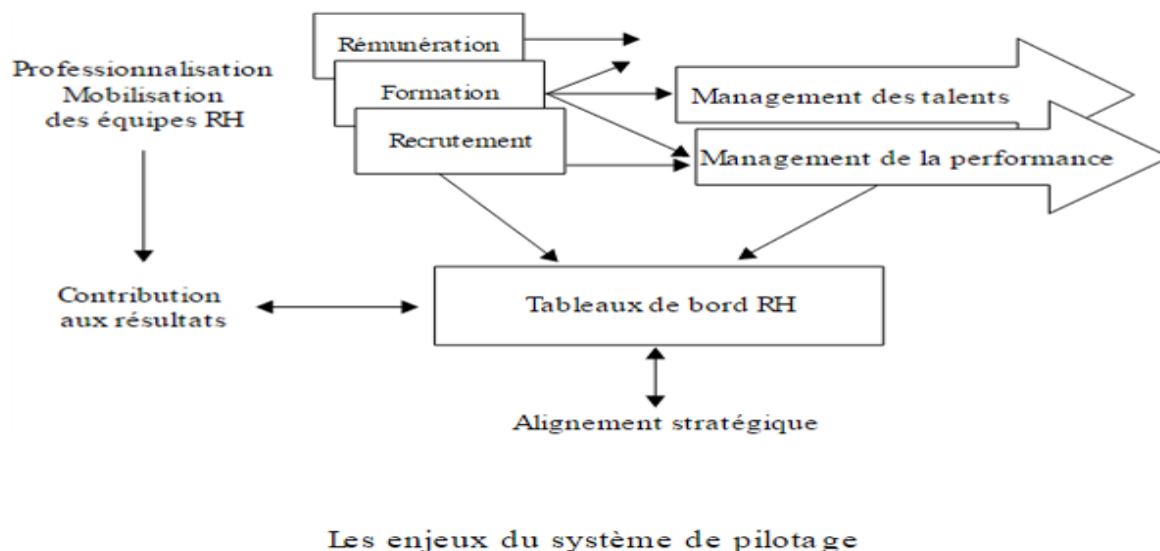 Professionnalisation
Mobilisation
des équipes RH
Rémunération
Formation
Recrutement
Management des talents
Management de la performance
Contribution
aux résultats
Tableaux de bord RH
Alignement stratégique
Les enjeux du système de pilotage